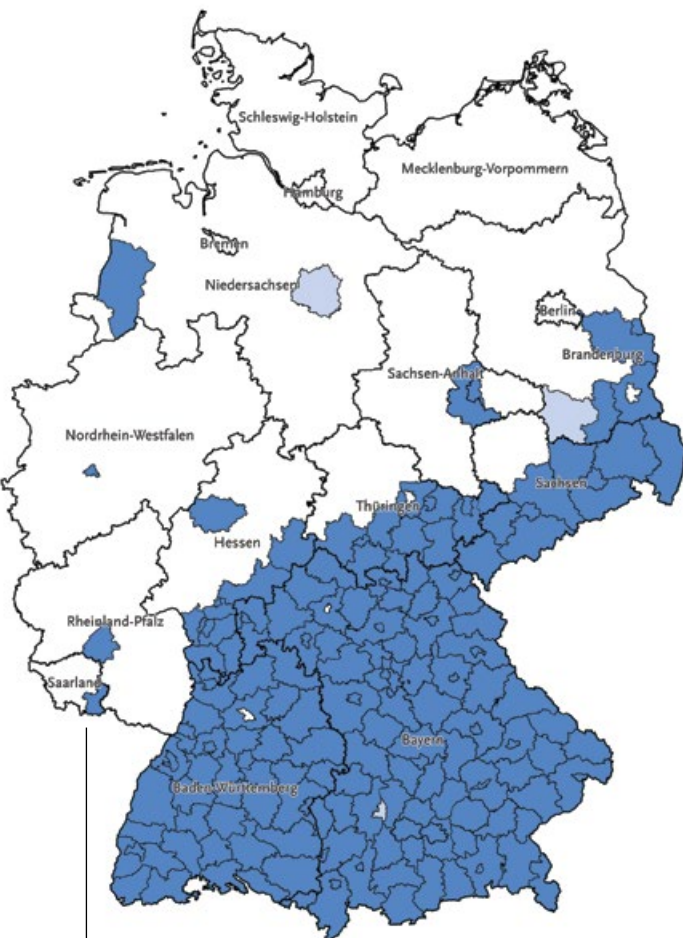 Schleswig-Holstein
Mecklenburg-Vorpommern
Hamburg
Bremen
Niedersachsen
Berlin
Brandenburg
Sachsen-Anhalt
Nordrhein-Westfalen
Sachsen
Thüringen
Hessen
Rheinland-Pfalz
Saarland
Bayern
Baden-Württemberg